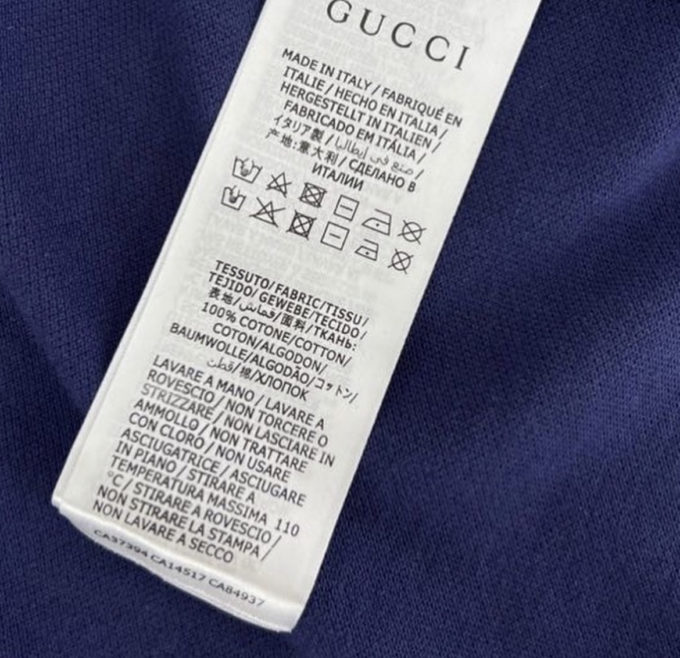 GUCCI
MADE IN ITALY / FABRIQUÉ EN
ITALIE / HECHO EN ITALIA /
HERGESTELLT IN ITALIEN /
FABRICADO EM ITÁLIA /
イタリア製 / صنع في إيطاليا /
产地:意大利 / СДЕЛАНО В
ИТАЛИИ
TESSUTO/FABRIC/TISSU/
TEJIDO/GEWEBE/TECIDO/
表地/قماش/面料/ТКАНЬ:
100% COTONE/COTTON/
COTON/ALGODON/
BAUMWOLLE/ALGODÃO/コットン/
قطن/棉/ХЛОПОК
LAVARE A MANO / LAVARE A
ROVESCIO / NON TORCERE O
STRIZZARE / NON LASCIARE IN
AMMOLLO / NON TRATTARE
CON CLORO / NON USARE
ASCIUGATRICE / ASCIUGARE
IN PIANO / STIRARE A
TEMPERATURA MASSIMA 110
°C / STIRARE A ROVESCIO /
NON STIRARE LA STAMPA /
NON LAVARE A SECCO
CA37394 CA14517 CA84937